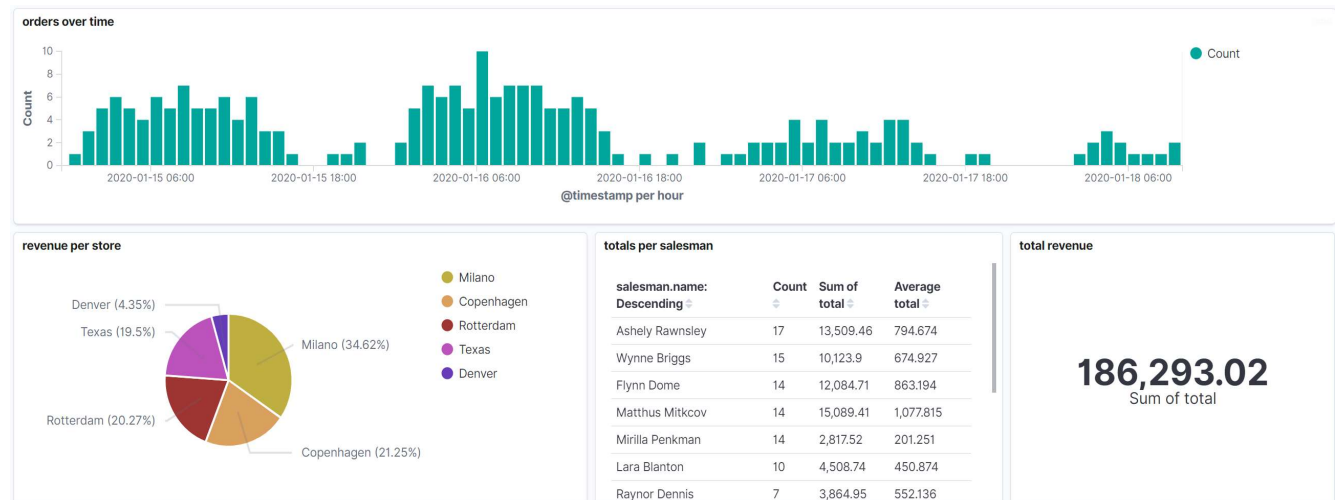 orders over time
10
8
6
4
2
0
Count
2020-01-15 06:00
2020-01-15 18:00
2020-01-16 06:00
2020-01-16 18:00
2020-01-17 06:00
2020-01-17 18:00
2020-01-18 06:00
@timestamp per hour
Count
revenue per store
Denver (4.35%)
Texas (19.5%)
Milano (34.62%)
Rotterdam (20.27%)
Copenhagen (21.25%)
Milano
Copenhagen
Rotterdam
Texas
Denver
totals per salesman
salesman.name: Count Sum of Average
Descending total total
Ashely Rawnsley 17 13,509.46 794.674
Wynne Briggs 15 10,123.9 674.927
Flynn Dome 14 12,084.71 863.194
Matthus Mitkcov 14 15,089.41 1,077.815
Mirilla Penkman 14 2,817.52 201.251
Lara Blanton 10 4,508.74 450.874
Raynor Dennis 7 3,864.95 552.136
total revenue
186,293.02
Sum of total